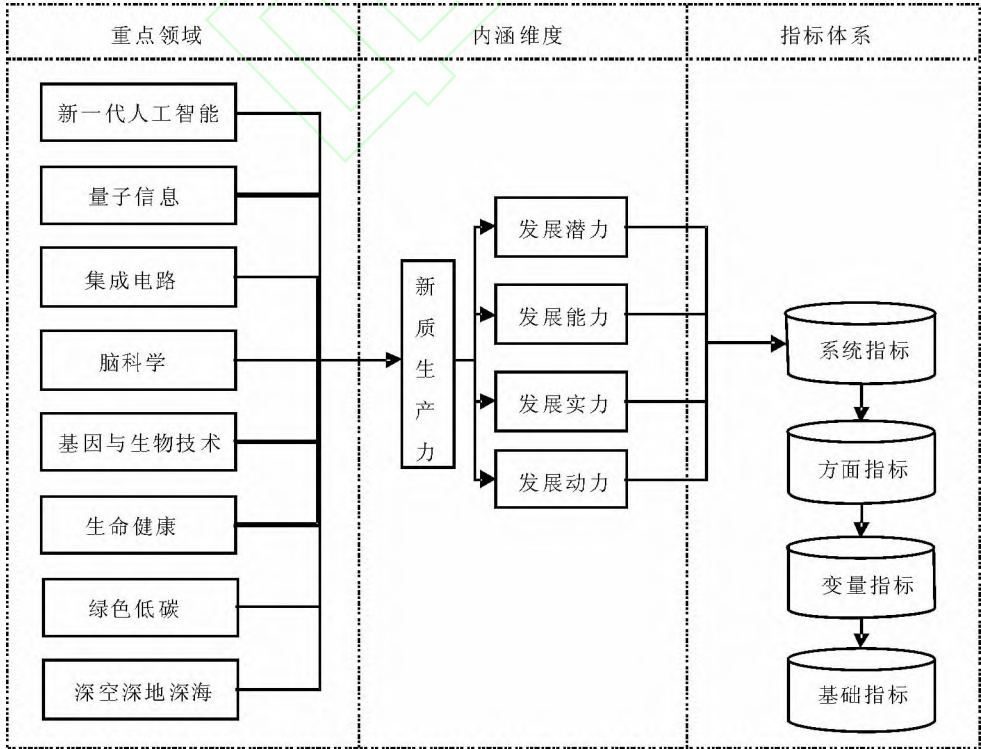 重点领域
内涵维度
指标体系
新一代人工智能
量子信息
集成电路
脑科学
基因与生物技术
生命健康
绿色低碳
深空深地深海
新质生产力
发展潜力
发展能力
发展实力
发展动力
系统指标
方面指标
变量指标
基础指标